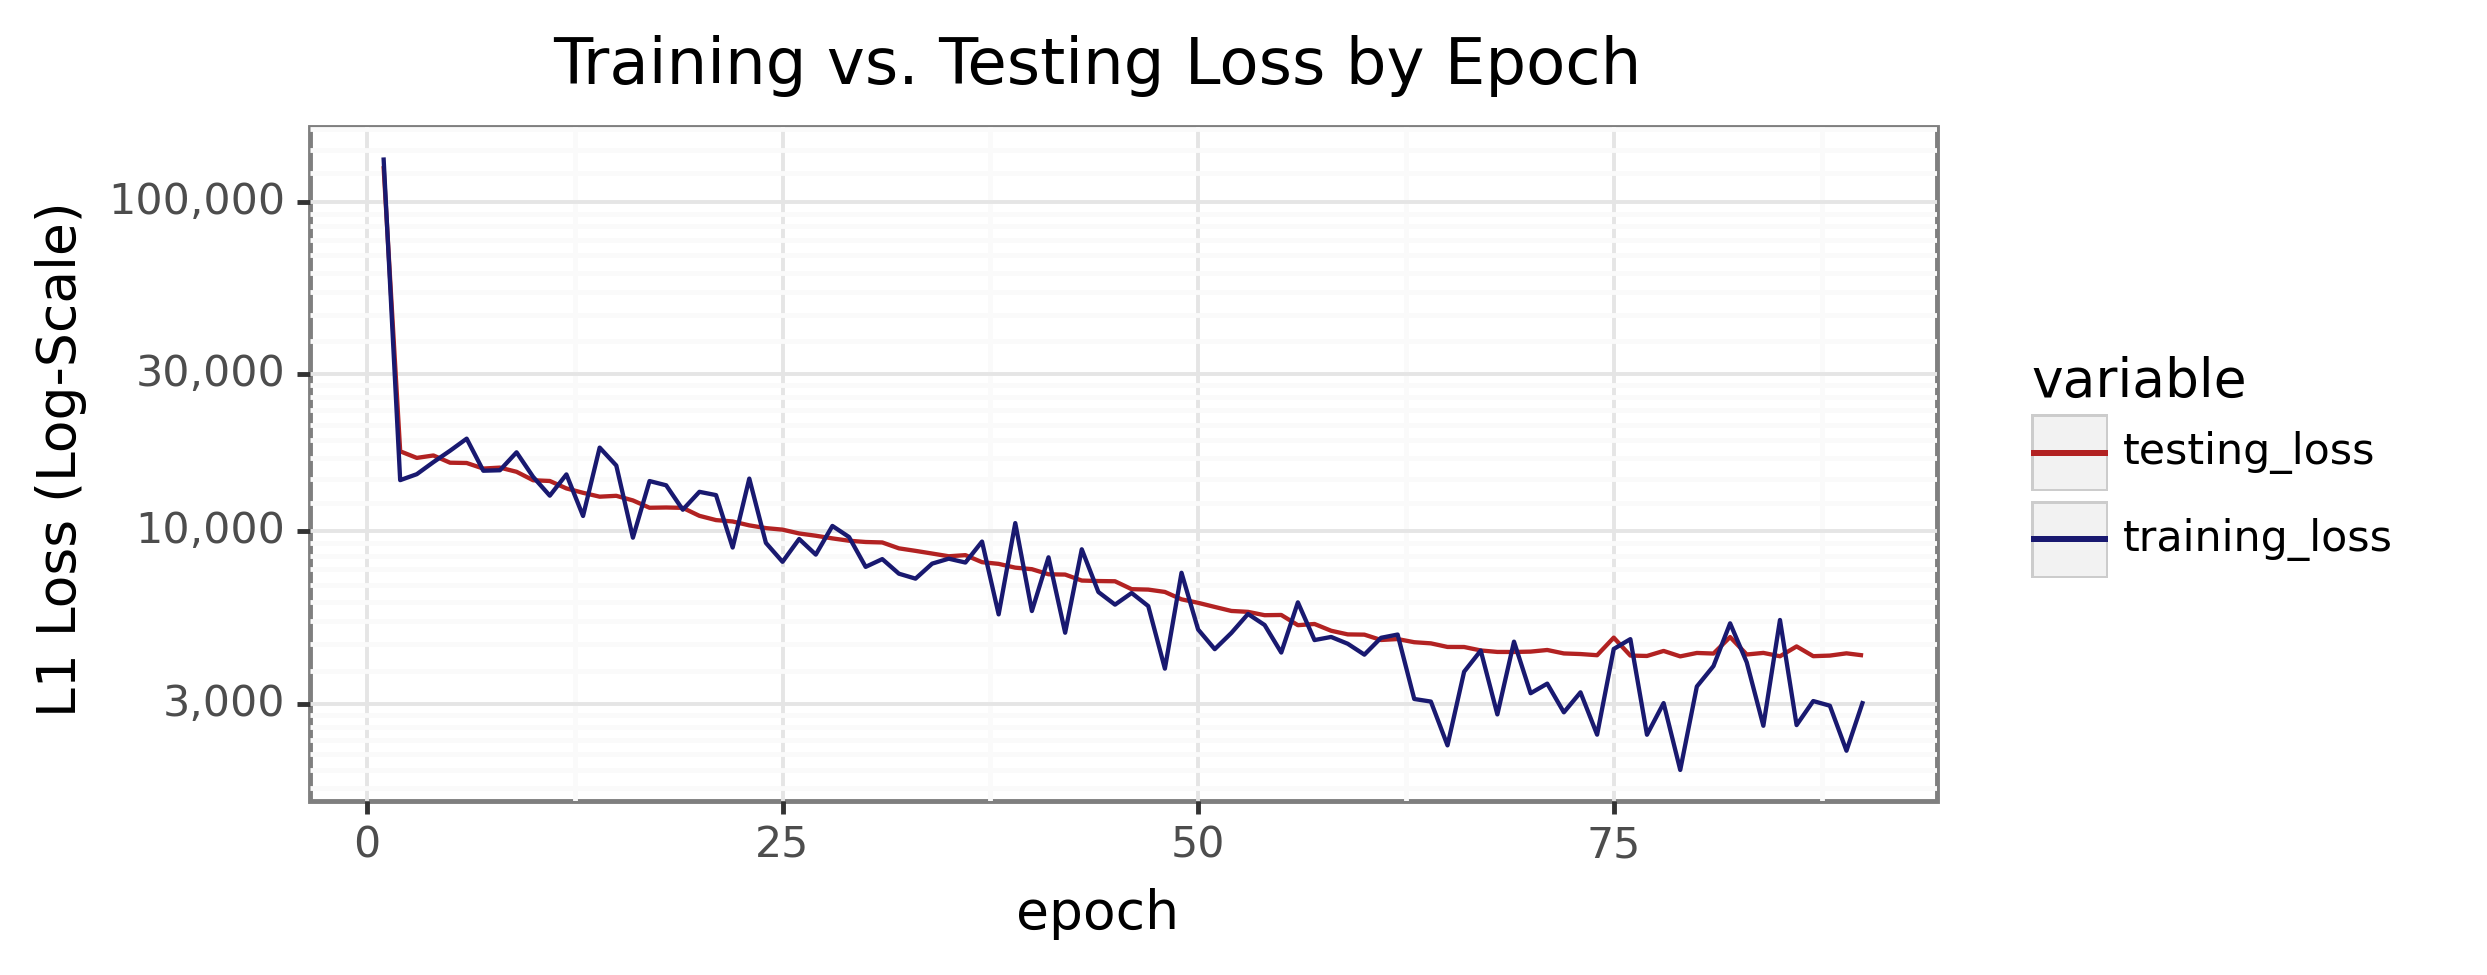 Training vs. Testing Loss by Epoch
L1 Loss (Log-Scale)
100,000
30,000
10,000
3,000
0
25
50
75
epoch
variable
testing_loss
training_loss